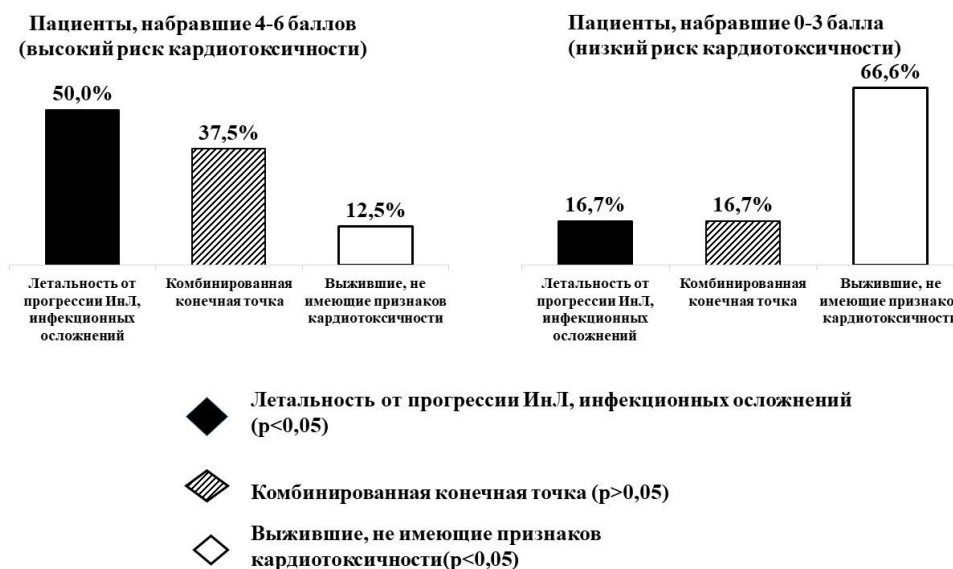 Пациенты, набравшие 4-6 баллов
(высокий риск кардиотоксичности)
50,0%
37,5%
12,5%
Летальность от
прогрессии ИнЛ,
инфекционных
осложнений
Комбинированная
конечная точка
Выжившие, не
имеющие признаков
кардиотоксичности
Пациенты, набравшие 0-3 балла
(низкий риск кардиотоксичности)
66,6%
16,7%
16,7%
Летальность от
прогрессии ИнЛ,
инфекционных
осложнений
Комбинированная
конечная точка
Выжившие, не
имеющие признаков
кардиотоксичности
Летальность от прогрессии ИнЛ, инфекционных осложнений
(p<0,05)
Комбинированная конечная точка (p>0,05)
Выжившие, не имеющие признаков
кардиотоксичности(p<0,05)